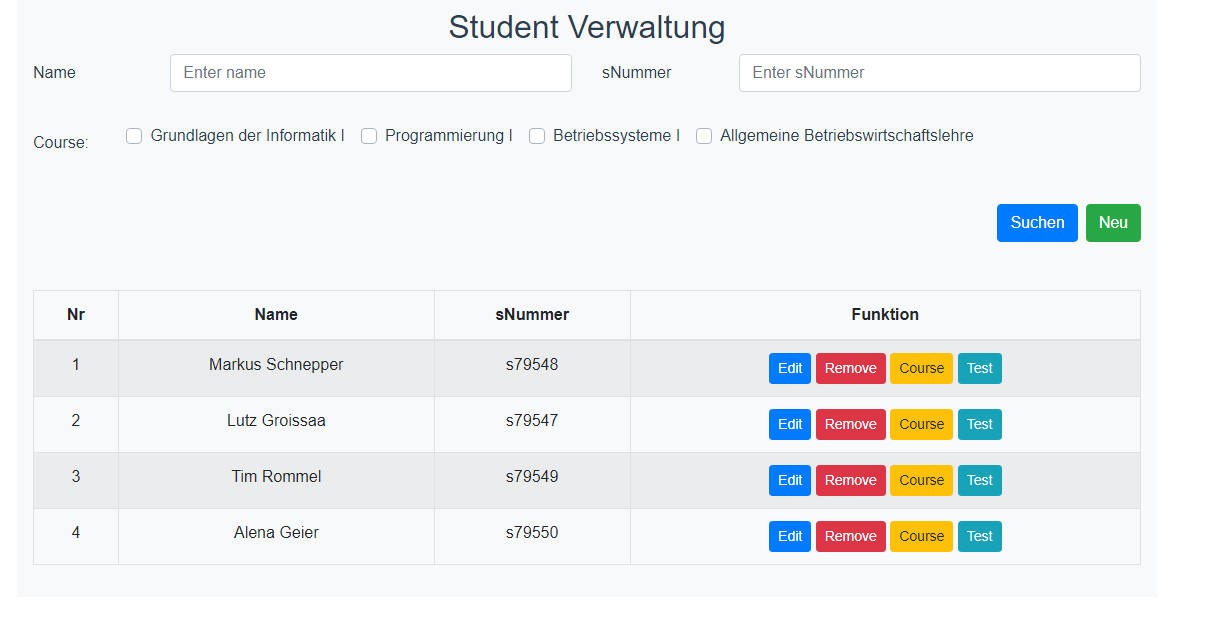 Student Verwaltung
Name Enter name sNummer Enter sNummer
Course: Grundlagen der Informatik I Programmierung I Betriebssysteme I Allgemeine Betriebswirtschaftslehre
Suchen Neu
Nr Name sNummer Funktion
1 Markus Schnepper s79548 Edit Remove Course Test
2 Lutz Groissaa s79547 Edit Remove Course Test
3 Tim Rommel s79549 Edit Remove Course Test
4 Alena Geier s79550 Edit Remove Course Test